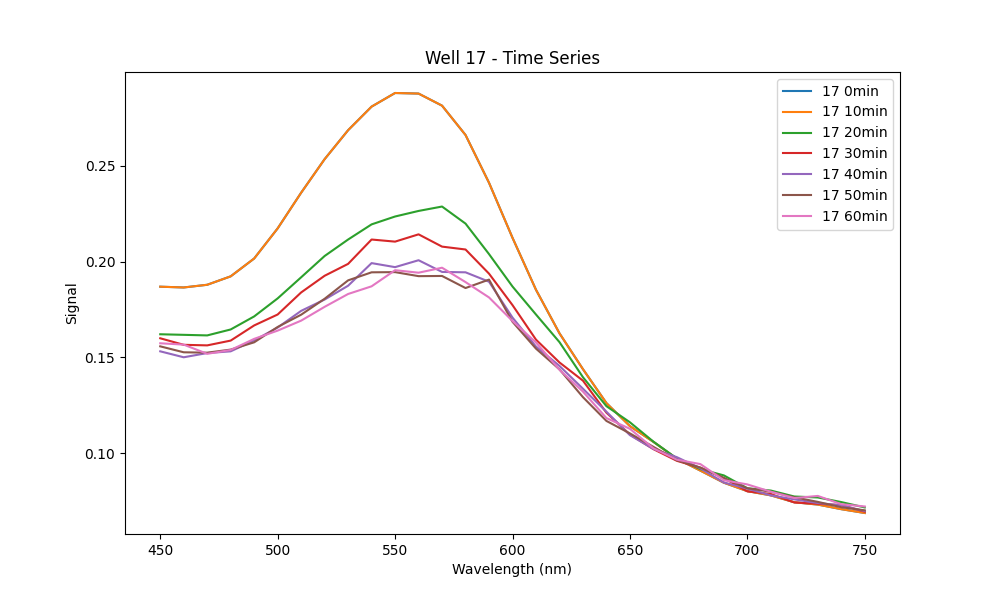 Well 17 - Time Series
17 0min
17 10min
17 20min
17 30min
17 40min
17 50min
17 60min
Signal
0.25
0.20
0.15
0.10
450 500 550 600 650 700 750
Wavelength (nm)